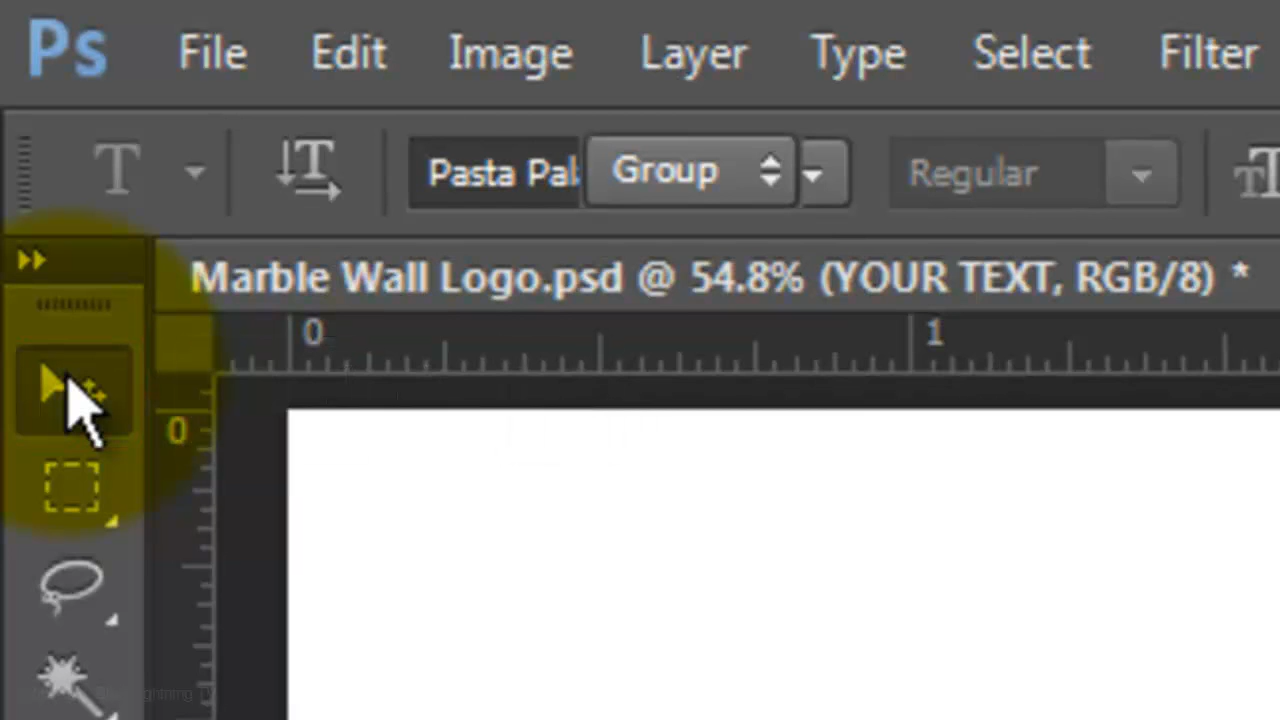 Ps File Edit Image Layer Type Select Filter
T T Pasta Pal Group Regular T
Marble Wall Logo.psd @ 54.8% (YOUR TEXT, RGB/8) *
0 1
0